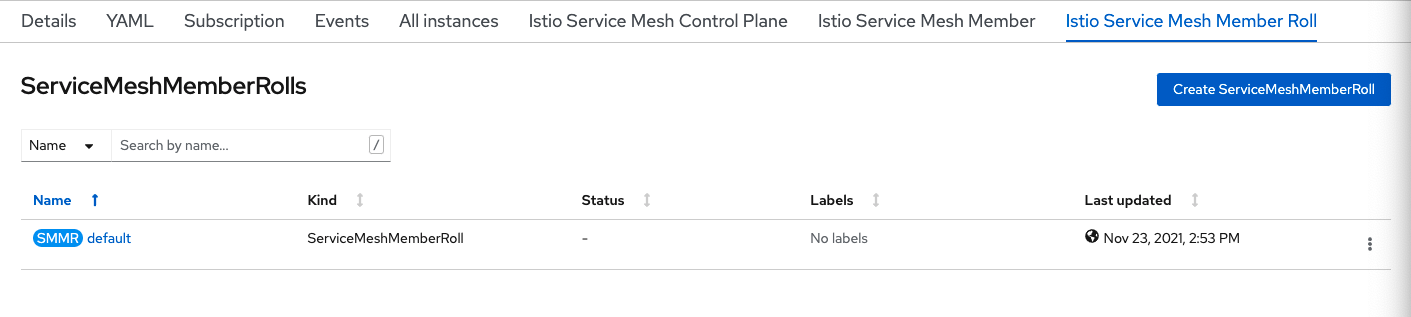 Details YAML Subscription Events All instances Istio Service Mesh Control Plane Istio Service Mesh Member Istio Service Mesh Member Roll
ServiceMeshMemberRolls
Create ServiceMeshMemberRoll
Name Search by name... /
Name Kind Status Labels Last updated
SMMR default ServiceMeshMemberRoll - No labels Nov 23, 2021, 2:53 PM